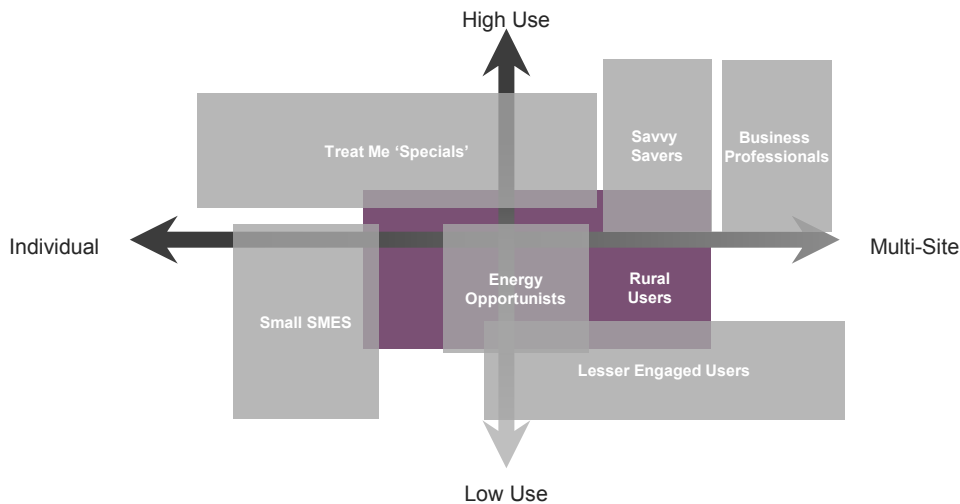 High Use
Savvy
Savers
Business
Professionals
Treat Me ‘Specials’
Individual
Multi-Site
Energy
Opportunists
Rural
Users
Small SMES
Lesser Engaged Users
Low Use